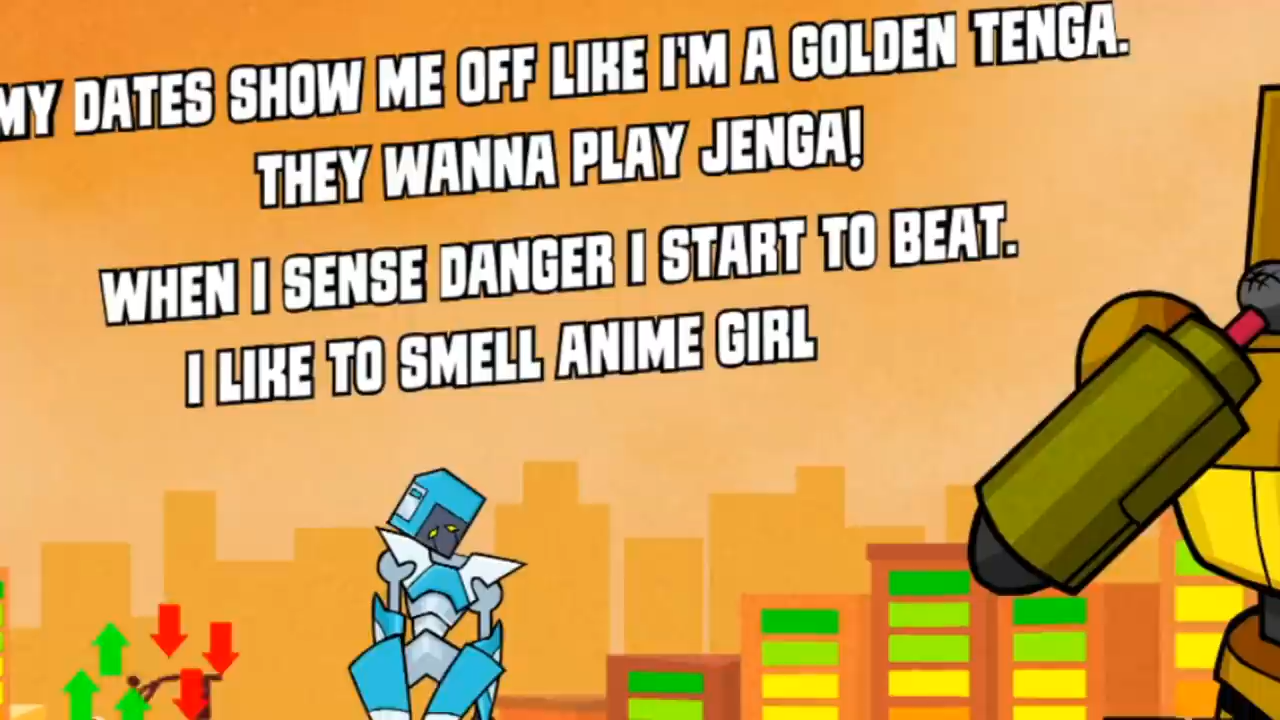 MY DATES SHOW ME OFF LIKE I'M A GOLDEN TENGA.
THEY WANNA PLAY JENGA!
WHEN I SENSE DANGER I START TO BEAT.
I LIKE TO SMELL ANIME GIRL